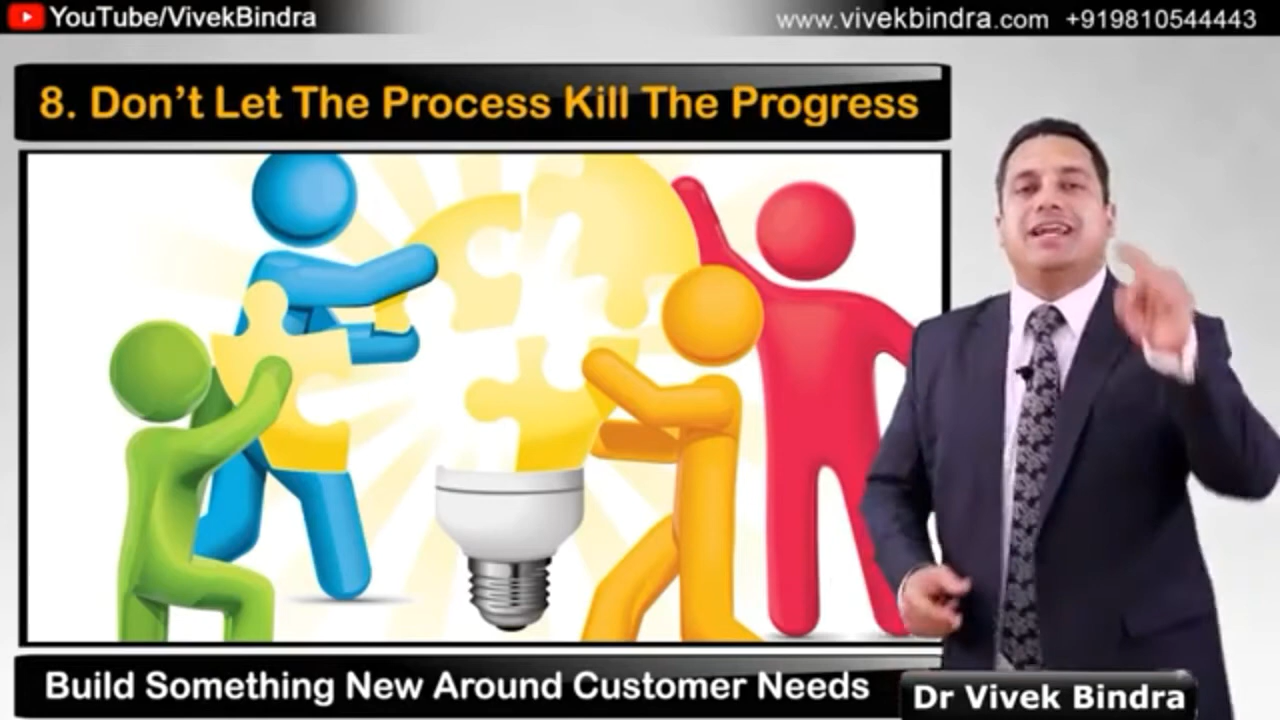 YouTube/VivekBindra
www.vivekbindra.com +919810544443
8. Don't Let The Process Kill The Progress
Build Something New Around Customer Needs
Dr Vivek Bindra